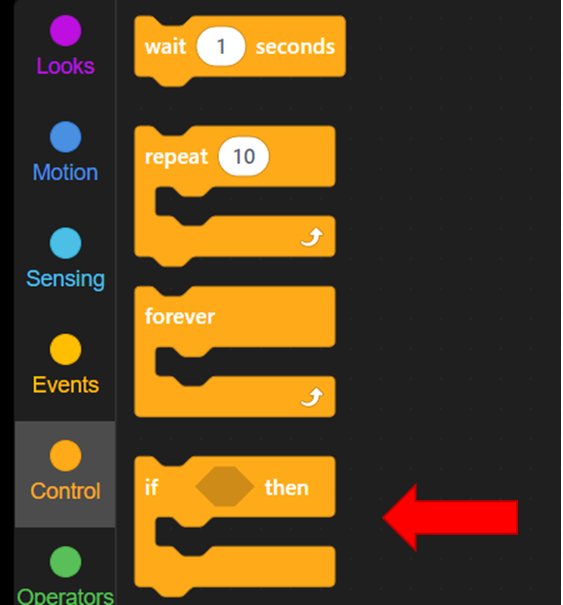 Looks
Motion
Sensing
Events
Control
Operators
wait 1 seconds
repeat 10
forever
if then